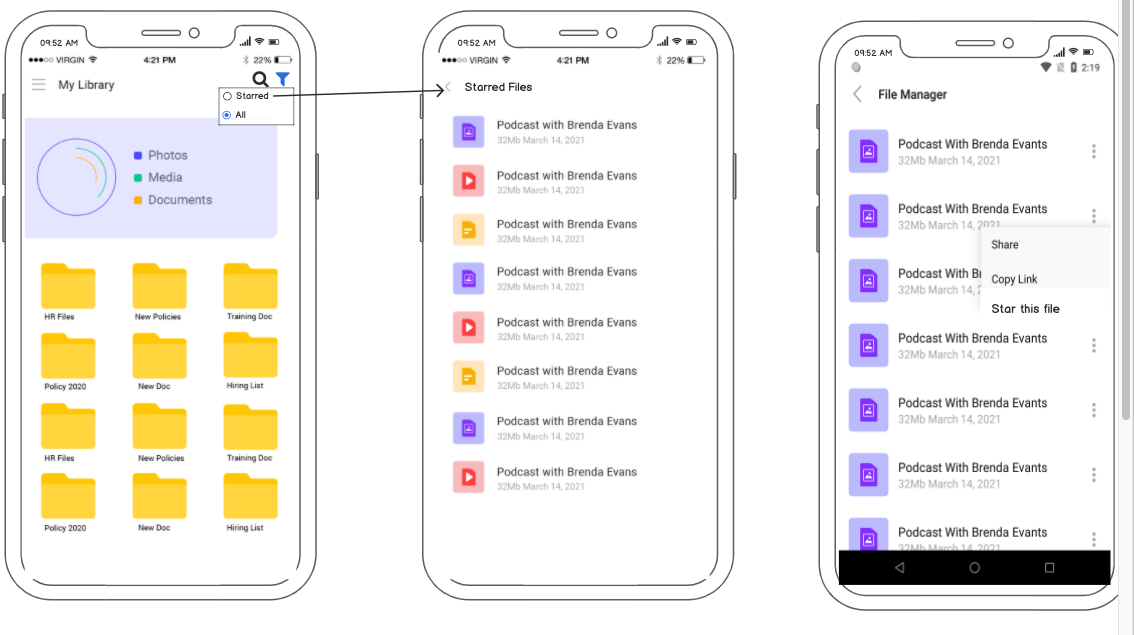 09:52 AM
VIRGIN
4:21 PM
22%
My Library
Starred
All
Photos
Media
Documents
HR Files
New Policies
Training Doc
Policy 2020
New Doc
Hiring List
HR Files
New Policies
Training Doc
Policy 2020
New Doc
Hiring List
09:52 AM
VIRGIN
4:21 PM
22%
Starred Files
Podcast with Brenda Evans
32Mb March 14, 2021
Podcast with Brenda Evans
32Mb March 14, 2021
Podcast with Brenda Evans
32Mb March 14, 2021
Podcast with Brenda Evans
32Mb March 14, 2021
Podcast with Brenda Evans
32Mb March 14, 2021
Podcast with Brenda Evans
32Mb March 14, 2021
Podcast with Brenda Evans
32Mb March 14, 2021
Podcast with Brenda Evans
32Mb March 14, 2021
09:52 AM
2:19
File Manager
Podcast With Brenda Evants
32Mb March 14, 2021
Podcast With Brenda Evants
32Mb March 14, 2021
Share
Podcast With B
32Mb March 14, 2
Copy Link
Star this file
Podcast With Brenda Evants
32Mb March 14, 2021
Podcast With Brenda Evants
32Mb March 14, 2021
Podcast With Brenda Evants
32Mb March 14, 2021
Podcast With Brenda Evants
32Mb March 14, 2021